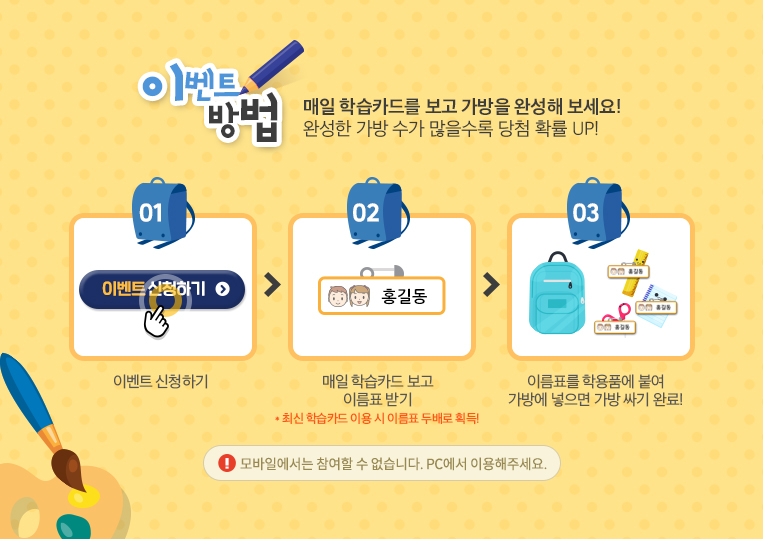 이벤트
방법
매일 학습카드를 보고 가방을 완성해 보세요!
완성한 가방 수가 많을수록 당첨 확률 UP!
01
02
03
이벤트 신청하기
홍길동
홍길동
홍길동
홍길동
이벤트 신청하기
매일 학습카드 보고
이름표 받기
* 최신 학습카드 이용 시 이름표 두배로 획득!
이름표를 학용품에 붙여
가방에 넣으면 가방 싸기 완료!
모바일에서는 참여할 수 없습니다. PC에서 이용해주세요.